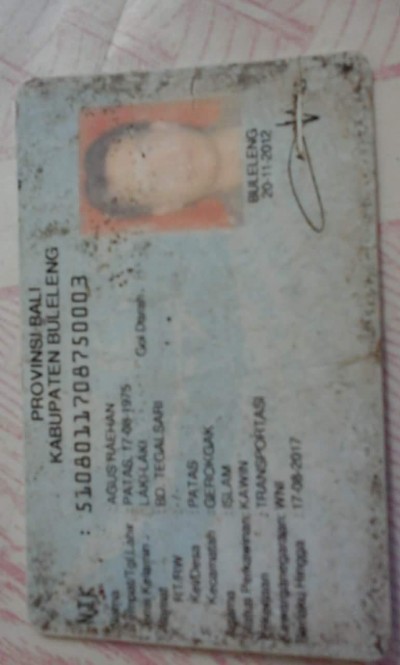 PROVINSI BALI
KABUPATEN BULELENG
NIK : 5108011708750003
Nama : AGUS RAEHAN
Tempat/Tgl Lahir : PATAS, 17-08-1975
Jenis Kelamin : LAKI-LAKI Gol Darah : -
Alamat : BD. TEGALSARI
RT/RW : - / -
Kel/Desa : PATAS
Kecamatan : GEROKGAK
Agama : ISLAM
Status Perkawinan: KAWIN
Pekerjaan : TRANSPORTASI
Kewarganegaraan: WNI
Berlaku Hingga : 17-08-2017
BULELENG
20-11-2012